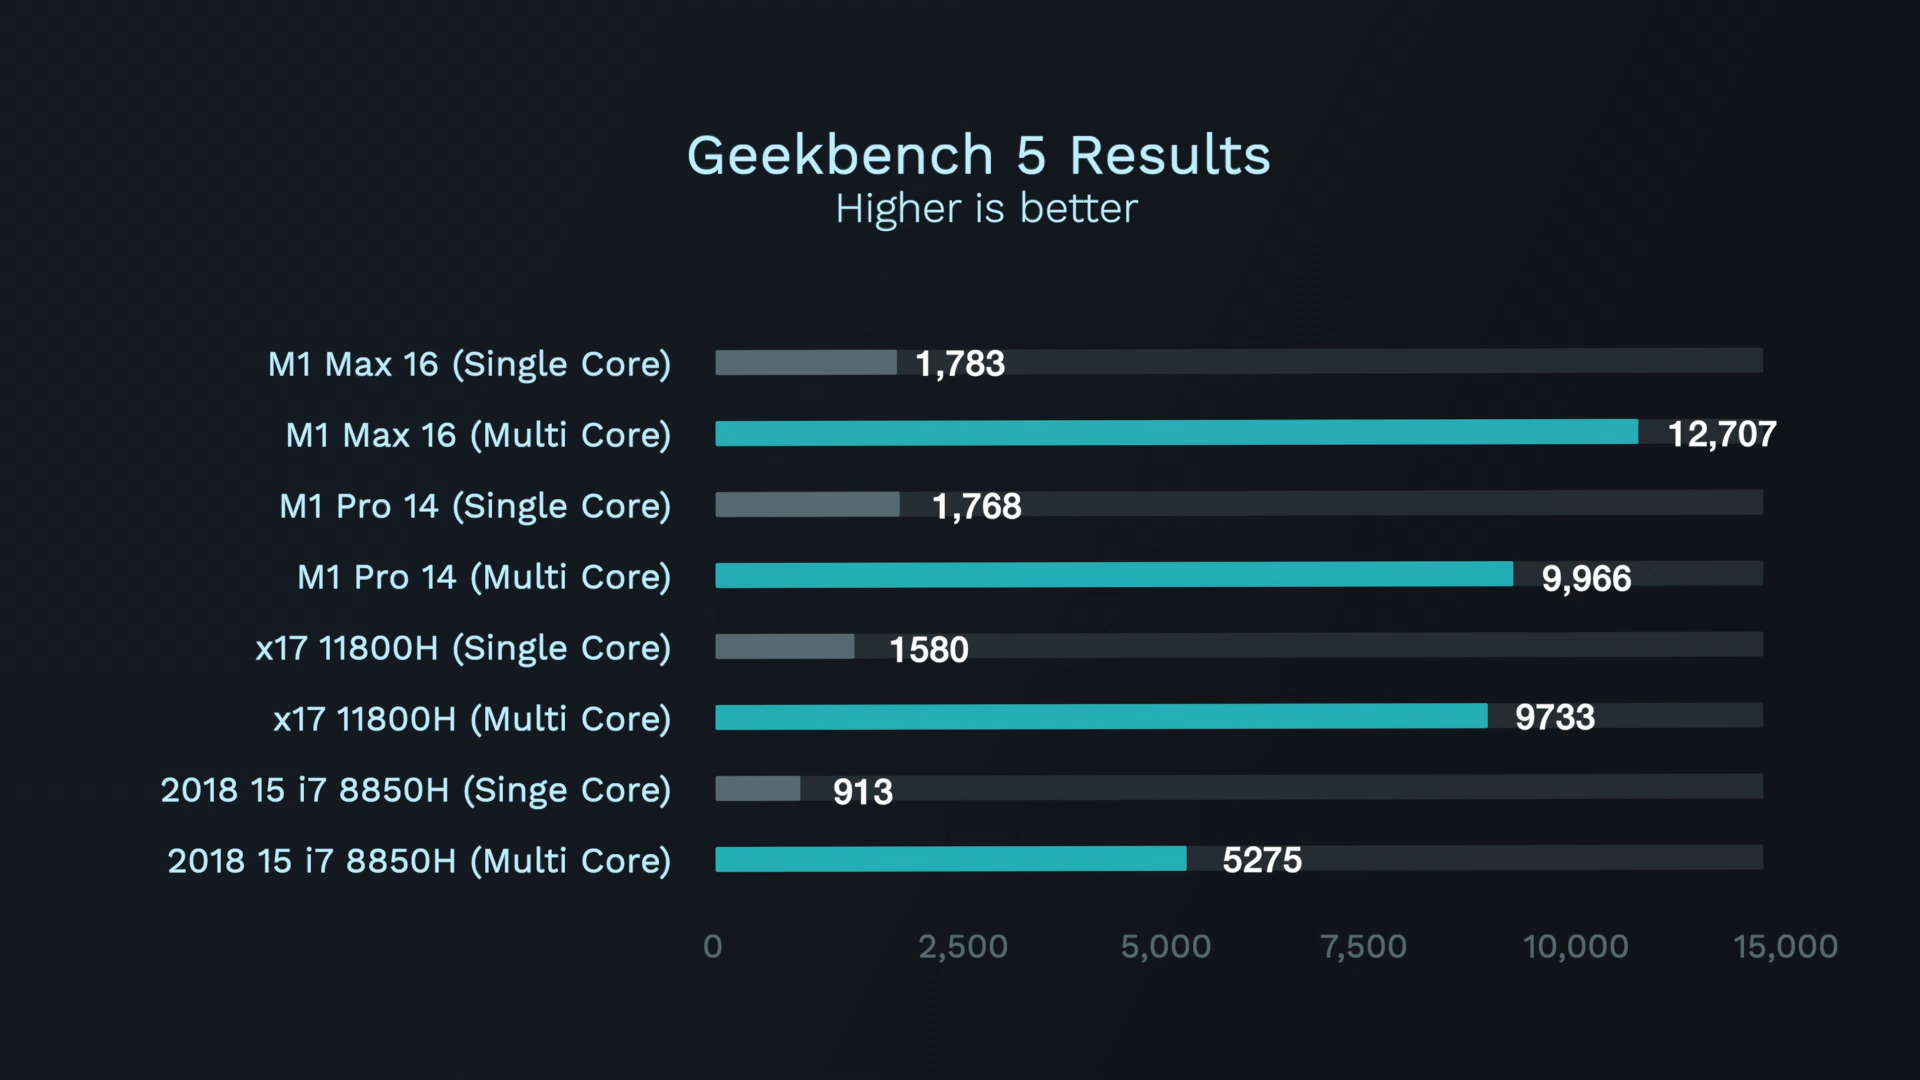 Geekbench 5 Results
Higher is better
M1 Max 16 (Single Core) 1,783
M1 Max 16 (Multi Core) 12,707
M1 Pro 14 (Single Core) 1,768
M1 Pro 14 (Multi Core) 9,966
x17 11800H (Single Core) 1580
x17 11800H (Multi Core) 9733
2018 15 i7 8850H (Singe Core) 913
2018 15 i7 8850H (Multi Core) 5275
0 2,500 5,000 7,500 10,000 15,000